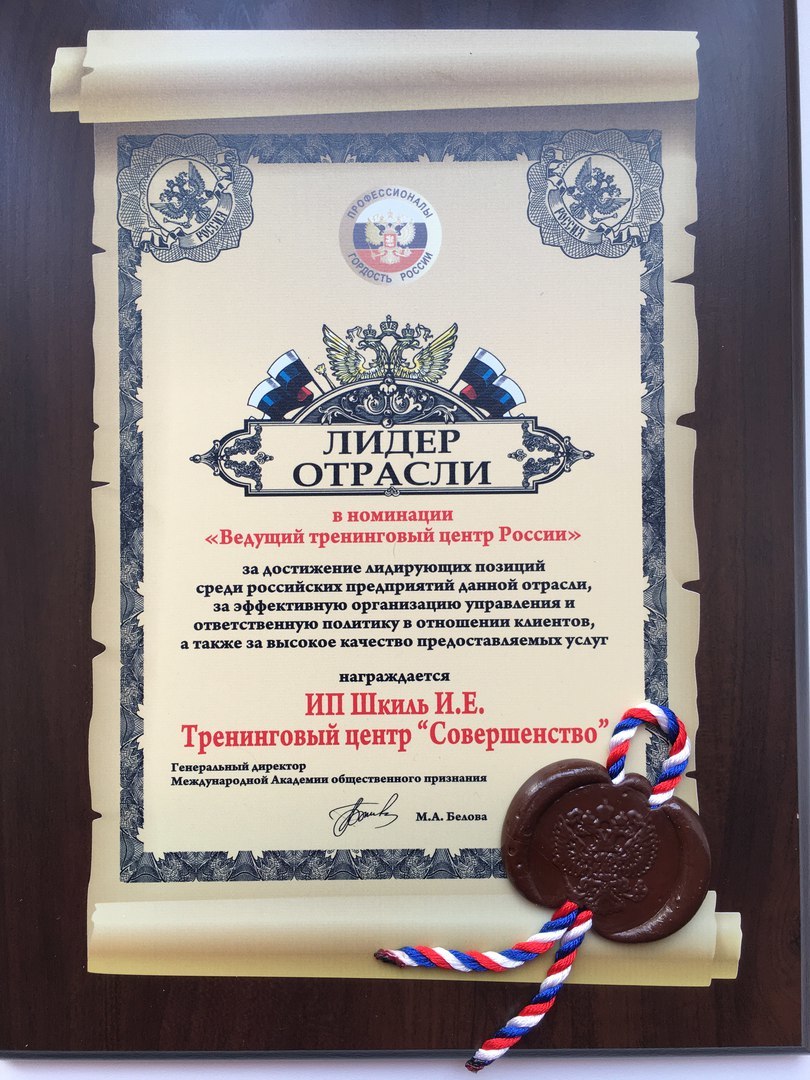 РОССИЯ
РОССИЯ
ПРОФЕССИОНАЛЫ
ГОРДОСТЬ РОССИИ
ЛИДЕР
ОТРАСЛИ
в номинации
«Ведущий тренинговый центр России»
за достижение лидирующих позиций
среди российских предприятий данной отрасли,
за эффективную организацию управления и
ответственную политику в отношении клиентов,
а также за высокое качество предоставляемых услуг
награждается
ИП Шкиль И.Е.
Тренинговый центр “Совершенство”
Генеральный директор
Международной Академии общественного признания
М.А. Белова